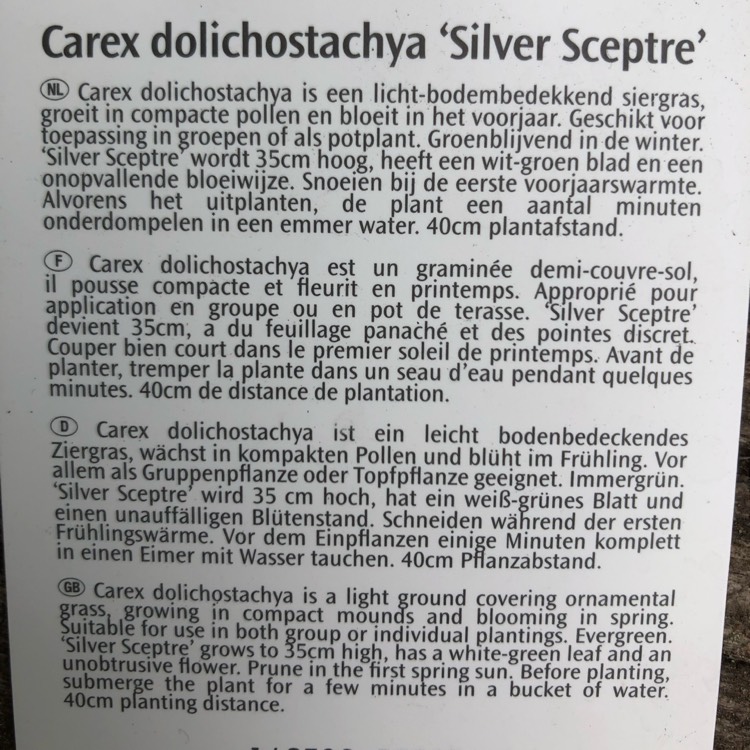 Carex dolichostachya ‘Silver Sceptre’
NL Carex dolichostachya is een licht-bodembedekkend siergras,
groeit in compacte pollen en bloeit in het voorjaar. Geschikt voor
toepassing in groepen of als potplant. Groenblijvend in de winter.
‘Silver Sceptre’ wordt 35cm hoog, heeft een wit-groen blad en een
onopvallende bloeiwijze. Snoeien bij de eerste voorjaarswarmte.
Alvorens het uitplanten, de plant een aantal minuten
onderdompelen in een emmer water. 40cm plantafstand.
F Carex dolichostachya est un graminée demi-couvre-sol,
il pousse compacte et fleurit en printemps. Approprié pour
application en groupe ou en pot de terasse. ‘Silver Sceptre’
devient 35cm, a du feuillage panaché et des pointes discret.
Couper bien court dans le premier soleil de printemps. Avant de
planter, tremper la plante dans un seau d’eau pendant quelques
minutes. 40cm de distance de plantation.
D Carex dolichostachya ist ein leicht bodenbedeckendes
Ziergras, wächst in kompakten Pollen und blüht im Frühling. Vor
allem als Gruppenpflanze oder Topfpflanze geeignet. Immergrün.
‘Silver Sceptre’ wird 35 cm hoch, hat ein weiß-grünes Blatt und
einen unauffälligen Blütenstand. Schneiden während der ersten
Frühlingswärme. Vor dem Einpflanzen einige Minuten komplett
in einen Eimer mit Wasser tauchen. 40cm Pflanzabstand.
GB Carex dolichostachya is a light ground covering ornamental
grass, growing in compact mounds and blooming in spring.
Suitable for use in both group or individual plantings. Evergreen.
‘Silver Sceptre’ grows to 35cm high, has a white-green leaf and an
unobtrusive flower. Prune in the first spring sun. Before planting,
submerge the plant for a few minutes in a bucket of water.
40cm planting distance.